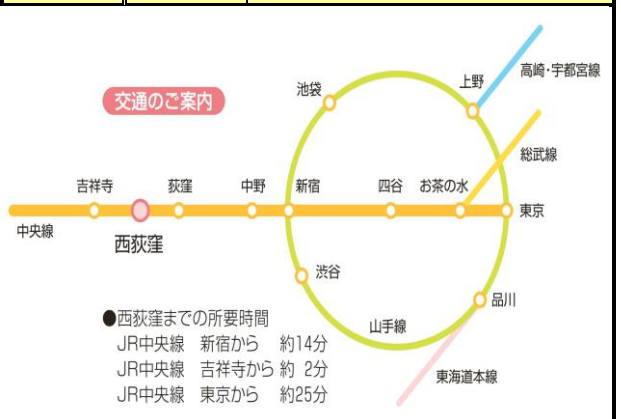 交通のご案内
池袋
上野
高崎・宇都宮線
総武線
吉祥寺
荻窪
中野
新宿
四谷
お茶の水
東京
中央線
西荻窪
渋谷
品川
山手線
東海道本線
●西荻窪までの所要時間
JR中央線 新宿から 約14分
JR中央線 吉祥寺から 約 2分
JR中央線 東京から 約25分